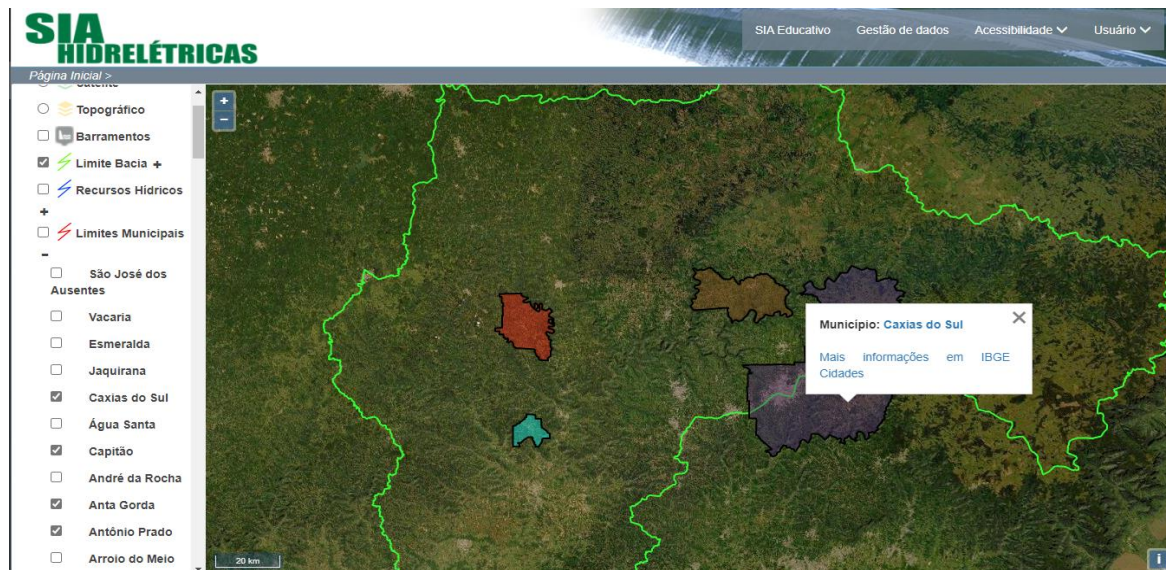 SIA
HIDRELÉTRICAS
SIA Educativo Gestão de dados Acessibilidade Usuário
Página Inicial >
Satélite
Topográfico
Barramentos
Limite Bacia +
Recursos Hídricos
+
Limites Municipais
-
São José dos
Ausentes
Vacaria
Esmeralda
Jaquirana
Caxias do Sul
Água Santa
Capitão
André da Rocha
Anta Gorda
Antônio Prado
Arroio do Meio
+
−
Município: Caxias do Sul
Mais informações em IBGE
Cidades
20 km
i